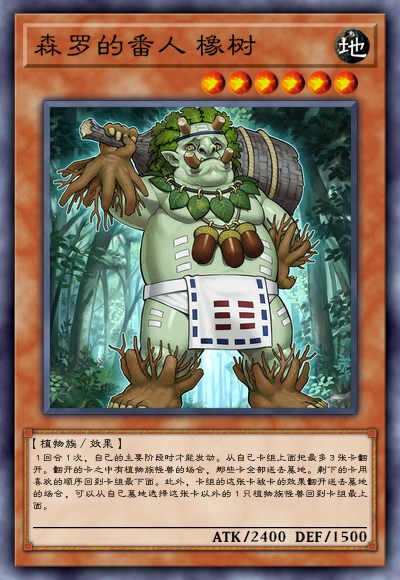 森罗的番人 橡树
地
【植物族／效果】
1回合1次，自己的主要阶段时才能发动。从自己卡组上面把最多3张卡翻
开。翻开的卡之中有植物族怪兽的场合，那些卡全部送去墓地。剩下的卡用
喜欢的顺序回到卡组最下面。此外，卡组的这张卡被卡的效果翻开送去墓地
的场合，可以从自己墓地选择这张卡以外的1只植物族怪兽回到卡组最上
面。
ATK/2400 DEF/1500